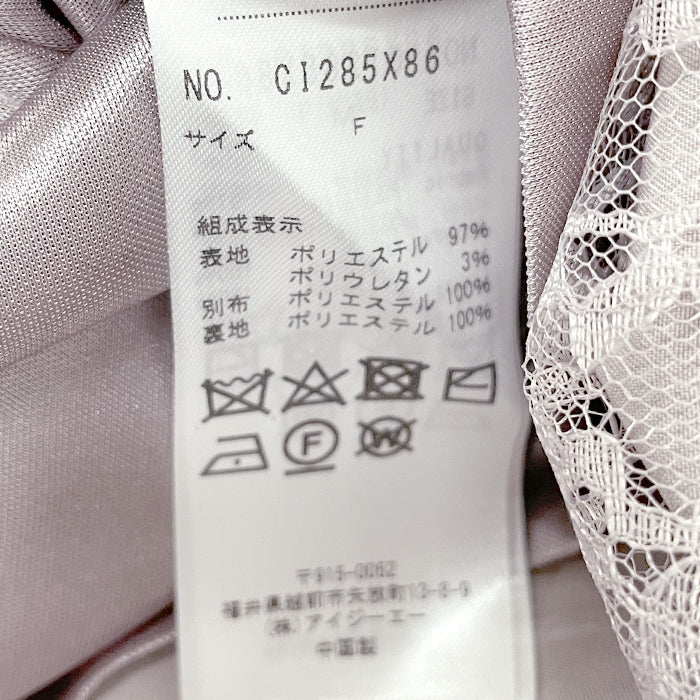 NO. CI285X86
サイズ F
組成表示
表地 ポリエステル 97%
ポリウレタン 3%
別布 ポリエステル 100%
裏地 ポリエステル 100%
F
W
〒915-0052
福井県越前市矢放町13-8-9
(株)アイジーエー
中国製